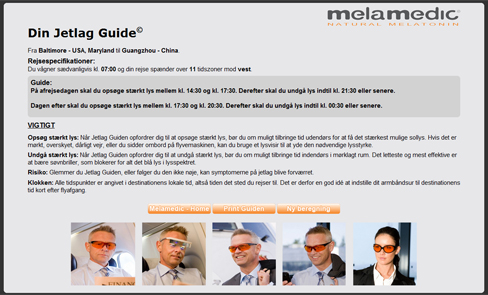 melamedic®
NATURAL MELATONIN
Din Jetlag Guide©
Fra Baltimore - USA, Maryland til Guangzhou - China.
Rejsespecifikationer:
Du vågner sædvanligvis kl. 07:00 og din rejse spænder over 11 tidszoner mod vest.
Guide:
På afrejsedagen skal du opsøge stærkt lys mellem kl. 14:30 og kl. 17:30. Derefter skal du undgå lys indtil kl. 21:30 eller senere.
Dagen efter skal du opsøge stærkt lys mellem kl. 17:30 og kl. 20:30. Derefter skal du undgå lys indtil kl. 00:30 eller senere.
VIGTIGT
Opsøg stærkt lys: Når Jetlag Guiden opfordrer dig til at opsøge stærkt lys, bør du om muligt tilbringe tid udendørs for at få det stærkest mulige sollys. Hvis det er
mørkt, overskyet, dårligt vejr, eller du sidder ombord på flyvemaskinen, kan du bruge et lysvisir til at yde den nødvendige lysstyrke.
Undgå stærkt lys: Når Jetlag Guiden opfordrer dig til at undgå stærkt lys, bør du om muligt tilbringe tid indendørs i mørklagt rum. Det letteste og mest effektive er
at bære søvnbriller, som blokerer for alt det blå lys i lysspektret.
Risiko: Glemmer du Jetlag Guiden, eller følger du den ikke nøje, kan symptomerne på jetlag blive forværret.
Klokken: Alle tidspunkter er angivet i destinationens lokale tid, altså tiden det sted du rejser til. Det er derfor en god idé at indstille dit armbåndsur til destinationens
tid kort efter flyafgang.
Melamedic - Home
Print Guiden
Ny beregning
FINANC